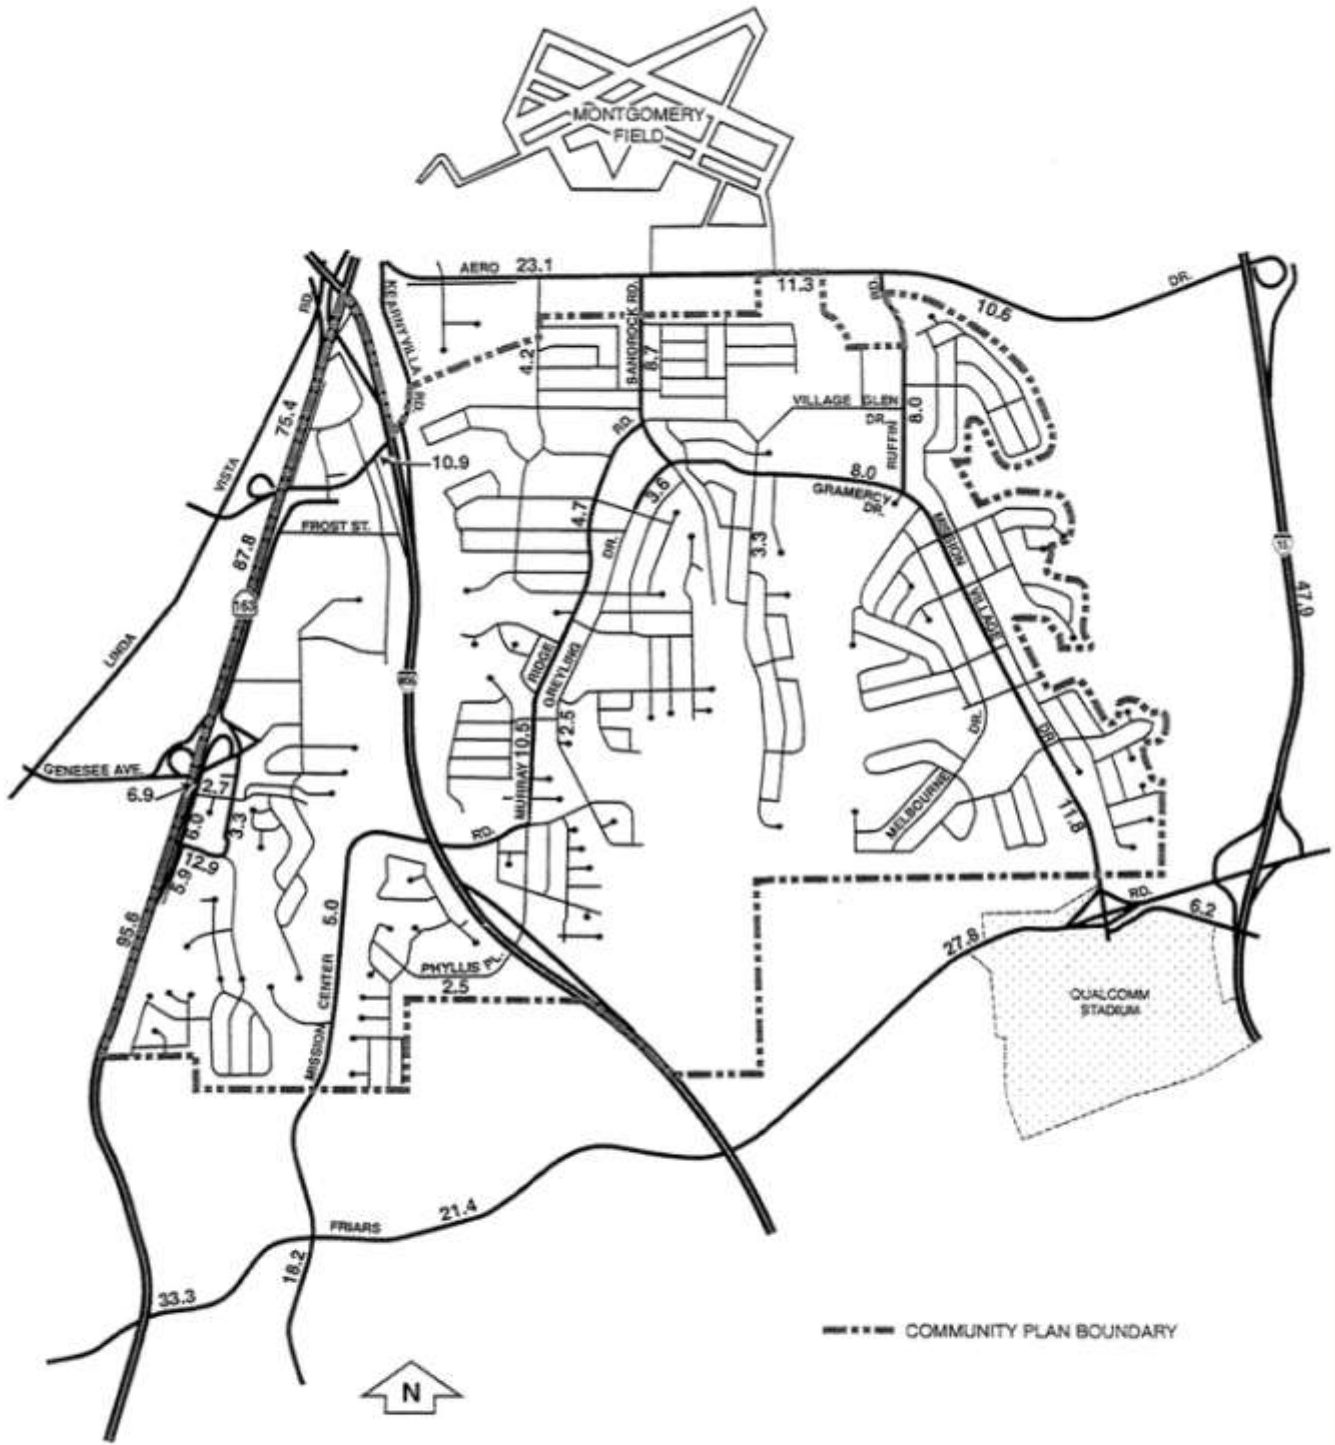 MONTGOMERY
FIELD
AERO
23.1
11.3
10.6
DR.
RD.
KEARNY VILLA
RD.
SANDROCK RD.
8.7
4.2
RD.
75.4
VISTA
10.9
VILLAGE GLEN
DR.
8.0
RUFFIN
RD.
3.6
8.0
GRAMERCY
DR.
FROST ST.
87.8
4.7
DR.
3.3
MISSION
15
47.9
163
VILLAGE
LINDA
RIDGE
GREYLING
2.5
DR.
DR.
GENESEE AVE.
6.9
2.7
MURRAY 10.5
MELBOURNE
11.8
6.0
3.3
RD.
12.9
5.9
5.0
95.6
RD.
6.2
27.8
PHYLLIS PL.
2.5
CENTER
MISSION
QUALCOMM
STADIUM
21.4
FRIARS
18.2
33.3
COMMUNITY PLAN BOUNDARY
N